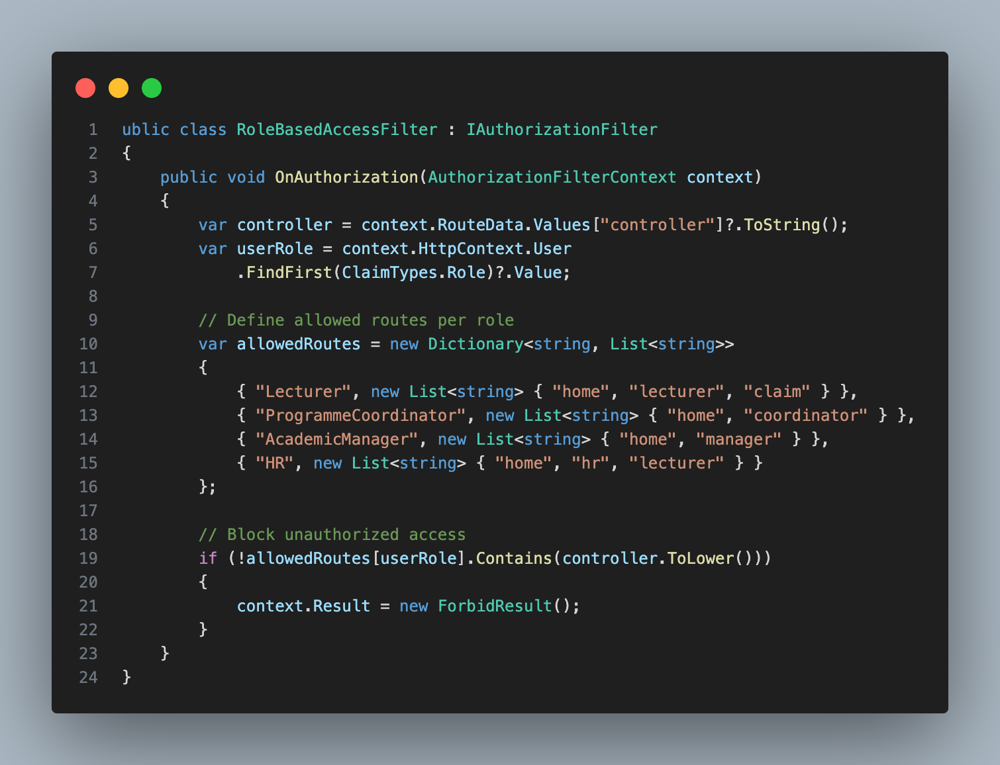 1 ublic class RoleBasedAccessFilter : IAuthorizationFilter
2 {
3     public void OnAuthorization(AuthorizationFilterContext context)
4     {
5         var controller = context.RouteData.Values["controller"]?.ToString();
6         var userRole = context.HttpContext.User
7             .FindFirst(ClaimTypes.Role)?.Value;
8
9         // Define allowed routes per role
10         var allowedRoutes = new Dictionary<string, List<string>>
11         {
12             { "Lecturer", new List<string> { "home", "lecturer", "claim" } },
13             { "ProgrammeCoordinator", new List<string> { "home", "coordinator" } },
14             { "AcademicManager", new List<string> { "home", "manager" } },
15             { "HR", new List<string> { "home", "hr", "lecturer" } }
16         };
17
18         // Block unauthorized access
19         if (!allowedRoutes[userRole].Contains(controller.ToLower()))
20         {
21             context.Result = new ForbidResult();
22         }
23     }
24 }